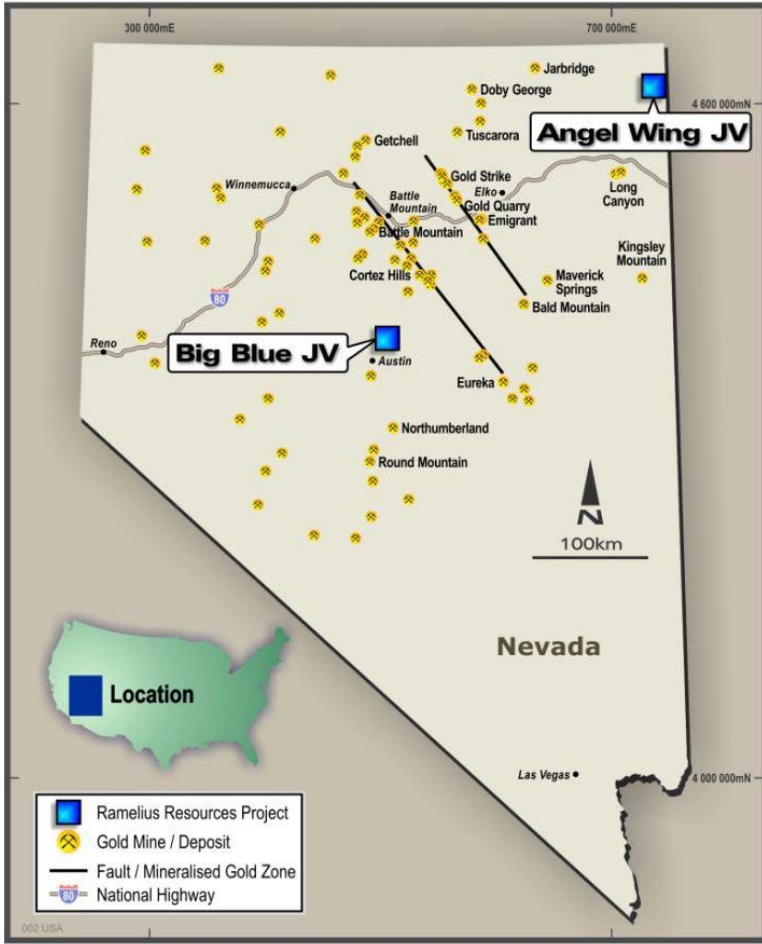 300 000mE
700 000mE
Jarbridge
Doby George
4 600 000mN
Angel Wing JV
Tuscarora
Getchell
Gold Strike
Winnemucca
Elko
Long
Canyon
Battle
Mountain
Gold Quarry
Emigrant
Battle Mountain
Kingsley
Mountain
Cortez Hills
Maverick
Springs
80
Bald Mountain
Reno
Big Blue JV
Austin
Eureka
Northumberland
Round Mountain
N
100km
Nevada
Location
Las Vegas
4 000 000mN
Ramelius Resources Project
Gold Mine / Deposit
Fault / Mineralised Gold Zone
80
National Highway
002 USA